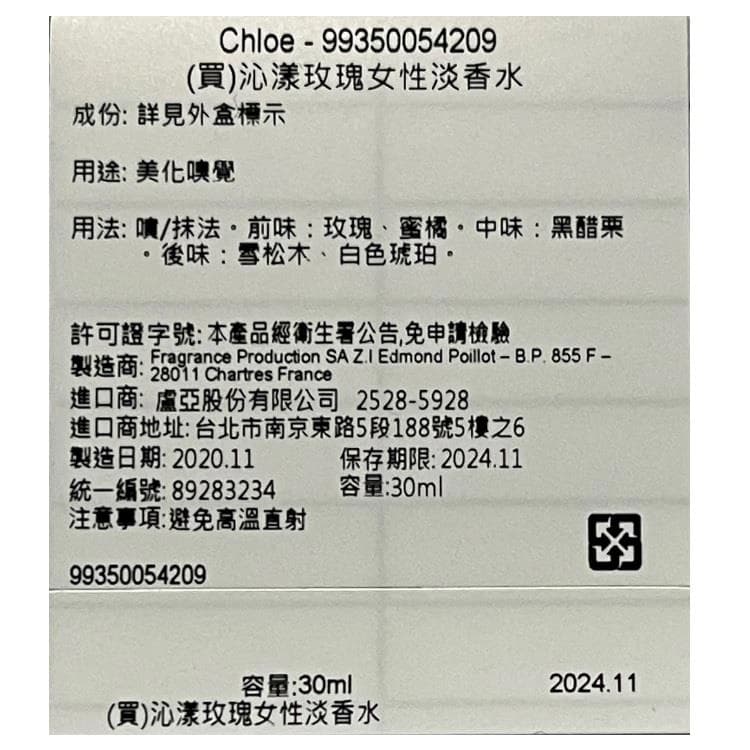 Chloe - 99350054209
(買)沁漾玫瑰女性淡香水
成份: 詳見外盒標示
用途: 美化嗅覺
用法: 噴/抹法。前味：玫瑰、蜜橘。中味：黑醋栗
。後味：雪松木、白色琥珀。
許可證字號: 本產品經衛生署公告,免申請檢驗
製造商: Fragrance Production SA Z.I Edmond Poillot – B.P. 855 F –
28011 Chartres France
進口商: 盧亞股份有限公司 2528-5928
進口商地址: 台北市南京東路5段188號5樓之6
製造日期: 2020.11 保存期限: 2024.11
統一編號: 89283234 容量:30ml
注意事項:避免高溫直射
99350054209
容量:30ml 2024.11
(買)沁漾玫瑰女性淡香水